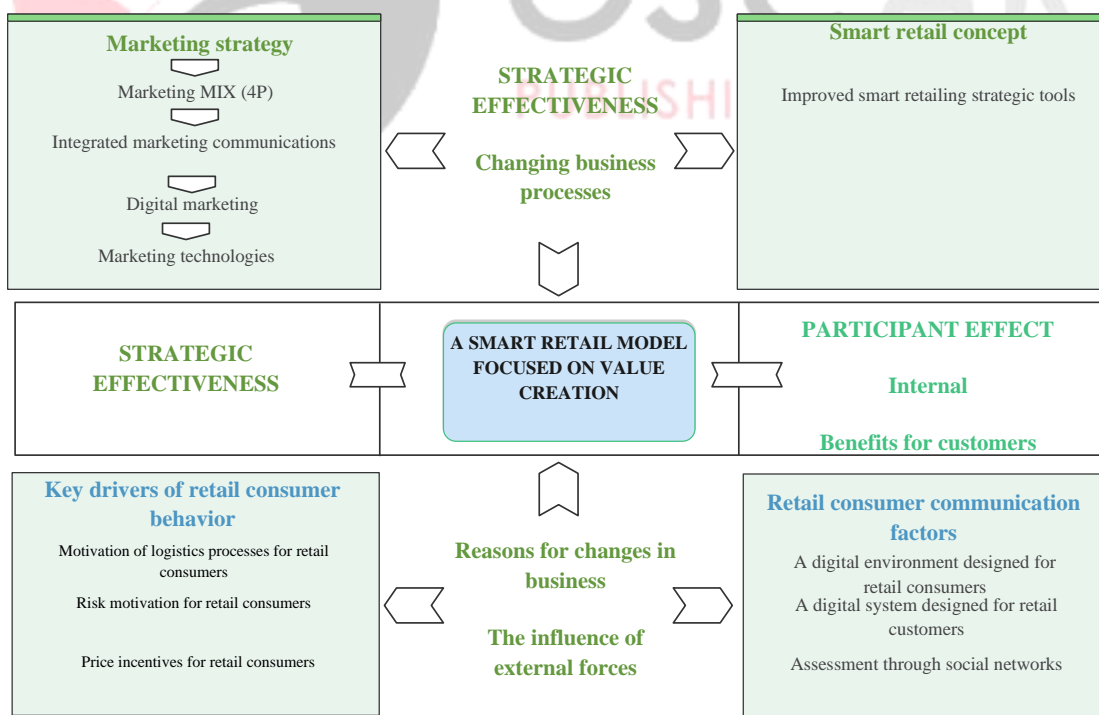 Marketing strategy
Marketing MIX (4P)
Integrated marketing communications
Digital marketing
Marketing technologies
STRATEGIC
EFFECTIVENESS
PUBLISHI
Changing business
processes
Smart retail concept
Improved smart retailing strategic tools
STRATEGIC
EFFECTIVENESS
A SMART RETAIL MODEL
FOCUSED ON VALUE
CREATION
PARTICIPANT EFFECT
Internal
Benefits for customers
Key drivers of retail consumer
behavior
Motivation of logistics processes for retail
consumers
Risk motivation for retail consumers
Price incentives for retail consumers
Reasons for changes in
business
The influence of
external forces
Retail consumer communication
factors
A digital environment designed for
retail consumers
A digital system designed for retail
customers
Assessment through social networks